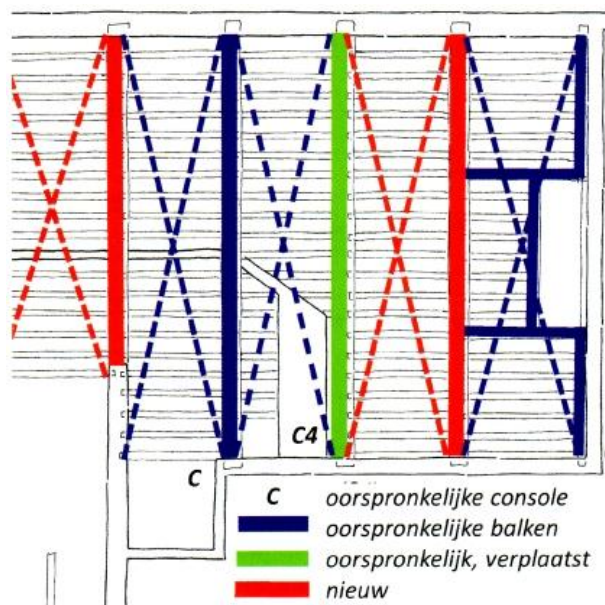 C4
C
C oorspronkelijke console
oorspronkelijke balken
oorspronkelijk, verplaatst
nieuw